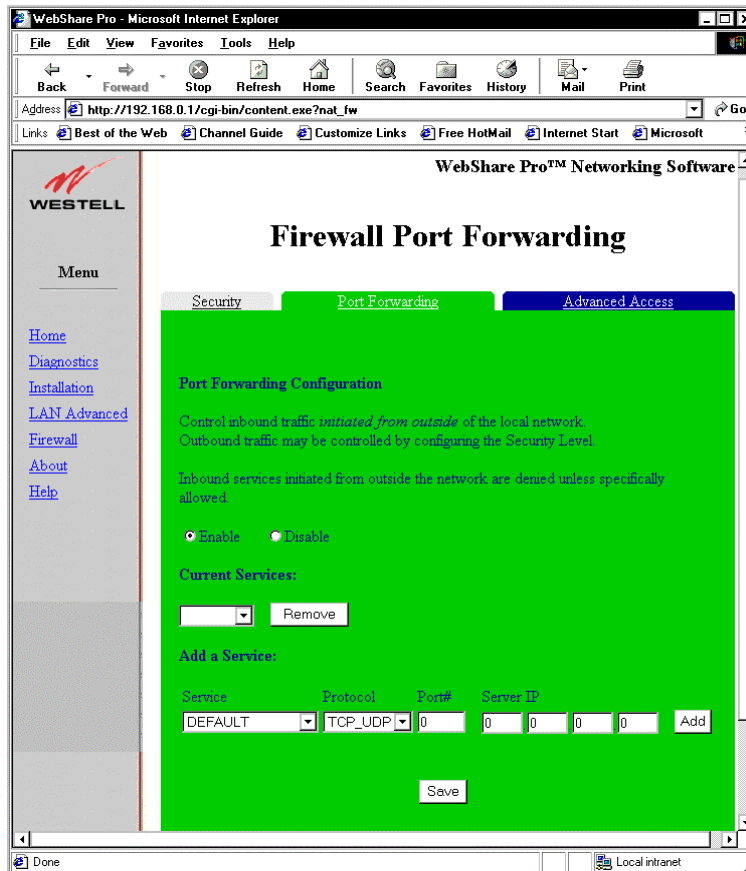 WebShare Pro - Microsoft Internet Explorer
File Edit View Favorites Tools Help
Back Forward Stop Refresh Home Search Favorites History Mail Print
Address http://192.168.0.1/cgi-bin/content.exe?nat_fw Go
Links Best of the Web Channel Guide Customize Links Free HotMail Internet Start Microsoft
WESTELL
Menu
Home
Diagnostics
Installation
LAN Advanced
Firewall
About
Help
WebShare Pro™ Networking Software
Firewall Port Forwarding
Security Port Forwarding Advanced Access
Port Forwarding Configuration
Control inbound traffic initiated from outside of the local network.
Outbound traffic may be controlled by configuring the Security Level.
Inbound services initiated from outside the network are denied unless specifically
allowed.
Enable Disable
Current Services:
Remove
Add a Service:
Service Protocol Port# Server IP
DEFAULT TCP_UDP 0 0 0 0 0 Add
Save
Done Local intranet